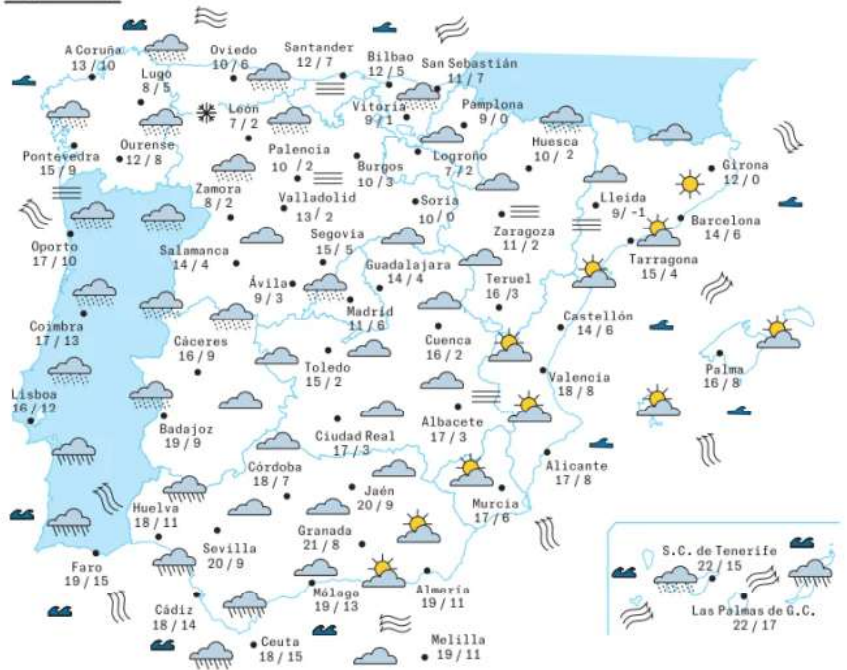 A Coruña
13 / 10
Lugo
8 / 5
Oviedo
10 / 6
Santander
12 / 7
Bilbao
12 / 5
San Sebastián
11 / 7
León
7 / 2
Vitoria
9 / 1
Pamplona
9 / 0
Pontevedra
15 / 9
Ourense
12 / 8
Palencia
10 / 2
Burgos
10 / 3
Logroño
7 / 2
Huesca
10 / 2
Girona
12 / 0
Zamora
8 / 2
Valladolid
13 / 2
Soria
10 / 0
Zaragoza
11 / 2
Lleida
9 / -1
Barcelona
14 / 6
Oporto
17 / 10
Salamanca
14 / 4
Segovia
15 / 5
Guadalajara
14 / 4
Tarragona
15 / 4
Ávila
9 / 3
Madrid
11 / 6
Teruel
16 /3
Coimbra
17 / 13
Cáceres
16 / 9
Toledo
15 / 2
Cuenca
16 / 2
Castellón
14 / 6
Palma
16 / 8
Lisboa
16 / 12
Badajoz
19 / 9
Ciudad Real
17 / 3
Albacete
17 / 3
Valencia
18 / 8
Alicante
17 / 8
Córdoba
18 / 7
Jaén
20 / 9
Murcia
17 / 6
Huelva
18 / 11
Sevilla
20 / 9
Granada
21 / 8
Faro
19 / 15
Cádiz
18 / 14
Málaga
19 / 13
Almería
19 / 11
Ceuta
18 / 15
Melilla
19 / 11
S.C. de Tenerife
22 / 15
Las Palmas de G.C.
22 / 17